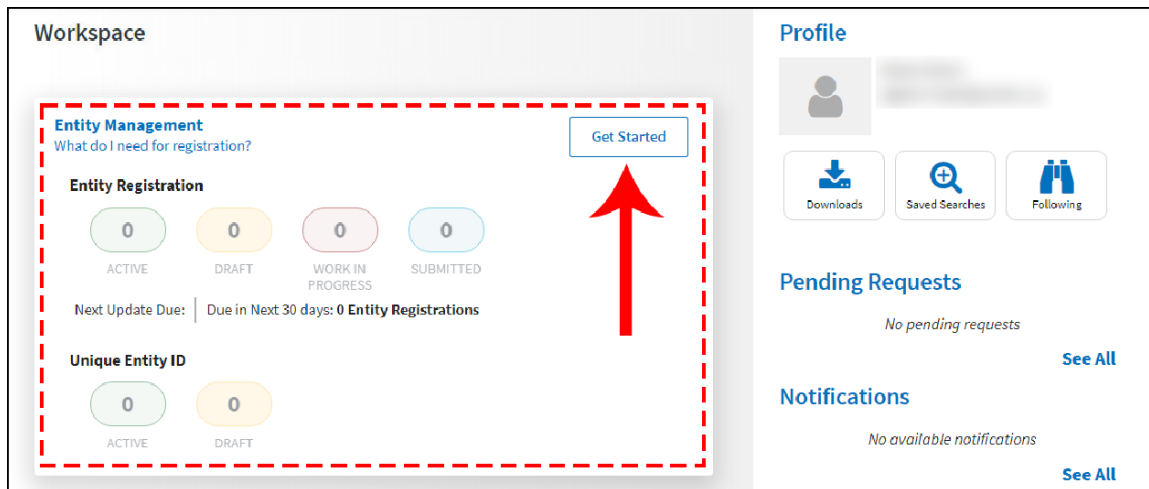 Workspace
Entity Management
What do I need for registration?
Get Started
Entity Registration
0 0 0 0
ACTIVE DRAFT WORK IN PROGRESS SUBMITTED
Next Update Due: Due in Next 30 days: 0 Entity Registrations
Unique Entity ID
0 0
ACTIVE DRAFT
Profile
Downloads Saved Searches Following
Pending Requests
No pending requests
See All
Notifications
No available notifications
See All